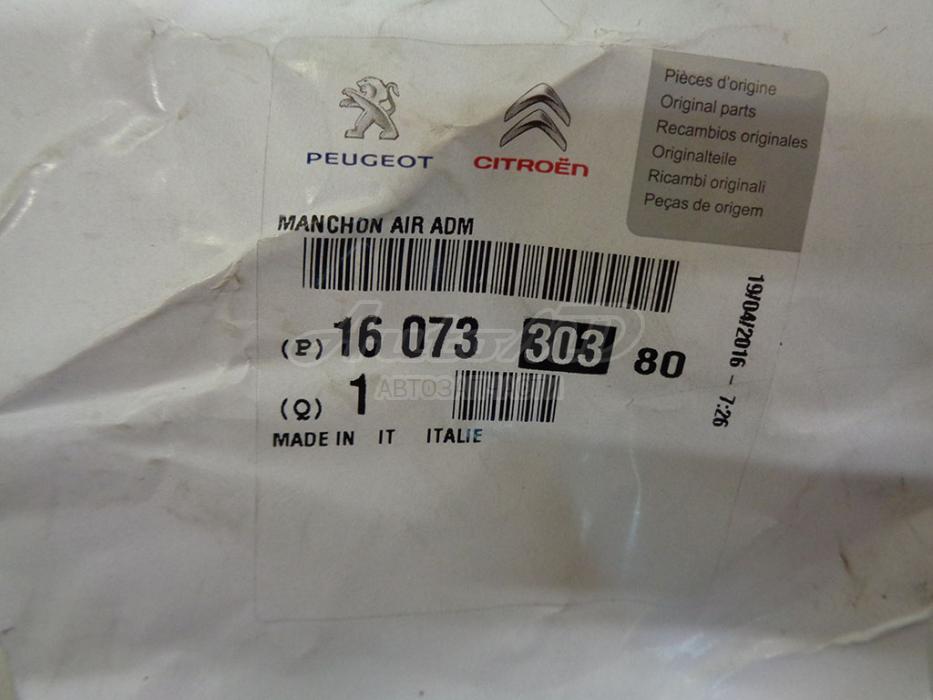 PEUGEOT
CITROËN
Pièces d'origine
Original parts
Recambios originales
Originalteile
Ricambi originali
Peças de origem
MANCHON AIR ADM
(P) 16 073 303 80
(Q) 1
MADE IN IT ITALIE
19/04/2016 - 7:26
АВТОЗАПЧАСТИ